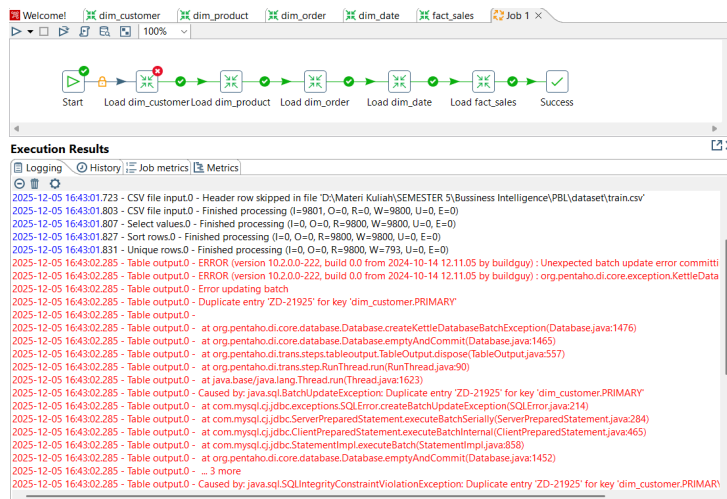 Welcome! dim_customer dim_product dim_order dim_date fact_sales Job 1
100%
Start Load dim_customer Load dim_product Load dim_order Load dim_date Load fact_sales Success
Execution Results
Logging History Job metrics Metrics
2025-12-05 16:43:01.723 - CSV file input.0 - Header row skipped in file 'D:\Materi Kuliah\SEMESTER 5\Bussiness Intelligence\PBL\dataset\train.csv'
2025-12-05 16:43:01.803 - CSV file input.0 - Finished processing (I=9801, O=0, R=0, W=9800, U=0, E=0)
2025-12-05 16:43:01.807 - Select values.0 - Finished processing (I=0, O=0, R=9800, W=9800, U=0, E=0)
2025-12-05 16:43:01.827 - Sort rows.0 - Finished processing (I=0, O=0, R=9800, W=9800, U=0, E=0)
2025-12-05 16:43:01.831 - Unique rows.0 - Finished processing (I=0, O=0, R=9800, W=793, U=0, E=0)
2025-12-05 16:43:02.285 - Table output.0 - ERROR (version 10.2.0.0-222, build 0.0 from 2024-10-14 12.11.05 by buildguy) : Unexpected batch update error committi
2025-12-05 16:43:02.285 - Table output.0 - ERROR (version 10.2.0.0-222, build 0.0 from 2024-10-14 12.11.05 by buildguy) : org.pentaho.di.core.exception.KettleData
2025-12-05 16:43:02.285 - Table output.0 - Error updating batch
2025-12-05 16:43:02.285 - Table output.0 - Duplicate entry 'ZD-21925' for key 'dim_customer.PRIMARY'
2025-12-05 16:43:02.285 - Table output.0 -
2025-12-05 16:43:02.285 - Table output.0 - at org.pentaho.di.core.database.Database.createKettleDatabaseBatchException(Database.java:1476)
2025-12-05 16:43:02.285 - Table output.0 - at org.pentaho.di.core.database.Database.emptyAndCommit(Database.java:1465)
2025-12-05 16:43:02.285 - Table output.0 - at org.pentaho.di.trans.steps.tableoutput.TableOutput.dispose(TableOutput.java:557)
2025-12-05 16:43:02.285 - Table output.0 - at org.pentaho.di.trans.step.RunThread.run(RunThread.java:90)
2025-12-05 16:43:02.285 - Table output.0 - at java.base/java.lang.Thread.run(Thread.java:1623)
2025-12-05 16:43:02.285 - Table output.0 - Caused by: java.sql.BatchUpdateException: Duplicate entry 'ZD-21925' for key 'dim_customer.PRIMARY'
2025-12-05 16:43:02.285 - Table output.0 - at com.mysql.cj.jdbc.exceptions.SQLError.createBatchUpdateException(SQLError.java:214)
2025-12-05 16:43:02.285 - Table output.0 - at com.mysql.cj.jdbc.ServerPreparedStatement.executeBatchSerially(ServerPreparedStatement.java:284)
2025-12-05 16:43:02.285 - Table output.0 - at com.mysql.cj.jdbc.ClientPreparedStatement.executeBatchInternal(ClientPreparedStatement.java:465)
2025-12-05 16:43:02.285 - Table output.0 - at com.mysql.cj.jdbc.StatementImpl.executeBatch(StatementImpl.java:858)
2025-12-05 16:43:02.285 - Table output.0 - at org.pentaho.di.core.database.Database.emptyAndCommit(Database.java:1452)
2025-12-05 16:43:02.285 - Table output.0 - ... 3 more
2025-12-05 16:43:02.285 - Table output.0 - Caused by: java.sql.SQLIntegrityConstraintViolationException: Duplicate entry 'ZD-21925' for key 'dim_customer.PRIMAR